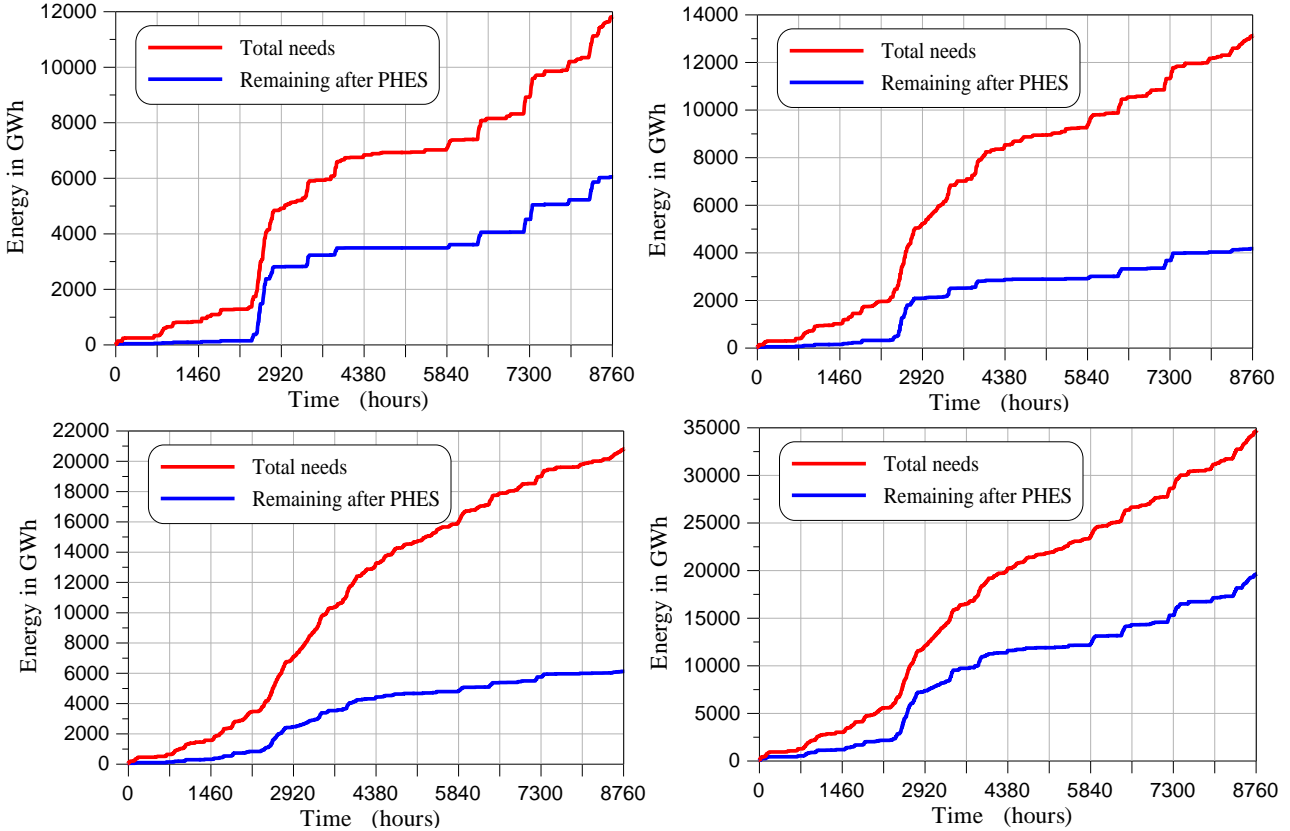 12000
10000
8000
6000
4000
2000
0
Energy in GWh
Total needs
Remaining after PHES
0 1460 2920 4380 5840 7300 8760
Time (hours)
14000
12000
10000
8000
6000
4000
2000
0
Energy in GWh
Total needs
Remaining after PHES
0 1460 2920 4380 5840 7300 8760
Time (hours)
22000
20000
18000
16000
14000
12000
10000
8000
6000
4000
2000
0
Energy in GWh
Total needs
Remaining after PHES
0 1460 2920 4380 5840 7300 8760
Time (hours)
35000
30000
25000
20000
15000
10000
5000
0
Energy in GWh
Total needs
Remaining after PHES
0 1460 2920 4380 5840 7300 8760
Time (hours)